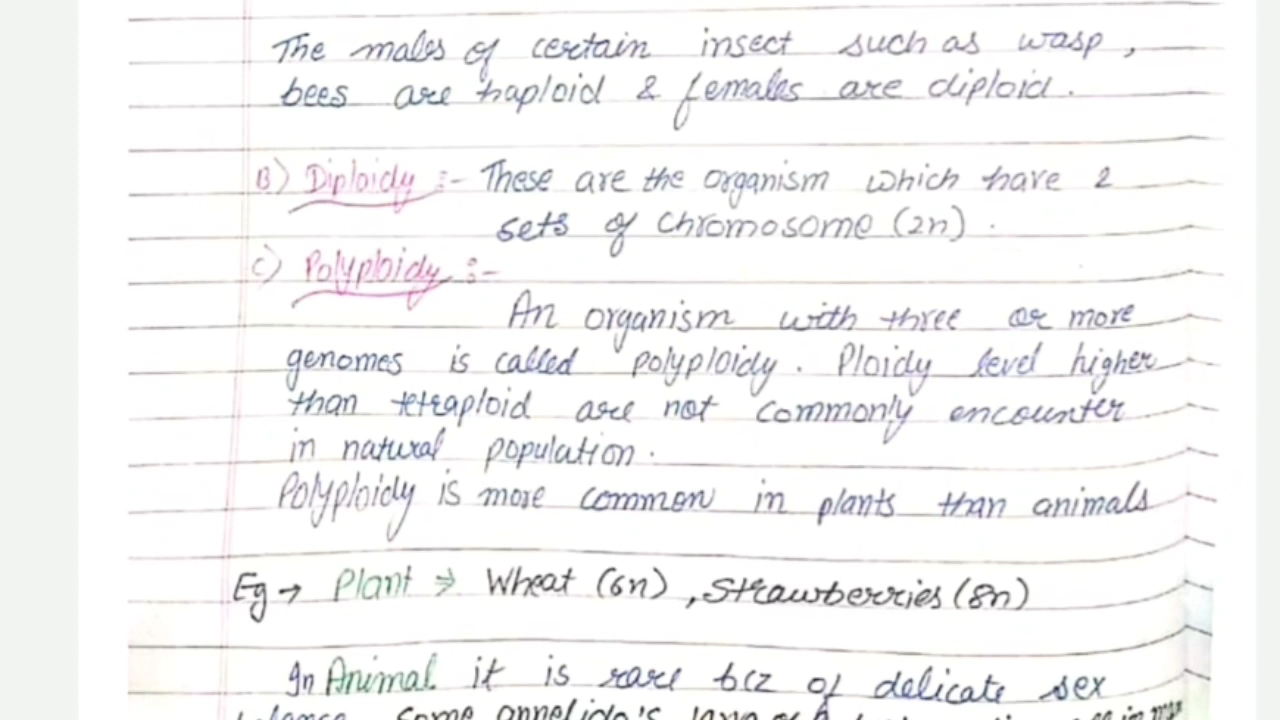 The males of certain insect such as wasp,
bees are haploid & females are diploid.
B) Diploidy :- These are the organism which have 2
sets of chromosome (2n).
C) Polyploidy :-
An organism with three or more
genomes is called polyploidy. Ploidy level higher
than tetraploid are not commonly encounter
in natural population.
Polyploidy is more common in plants than animals
Eg → Plant ⇒ Wheat (6n), Strawberries (8n)
In Animal it is rare bcz of delicate sex
some annelida's